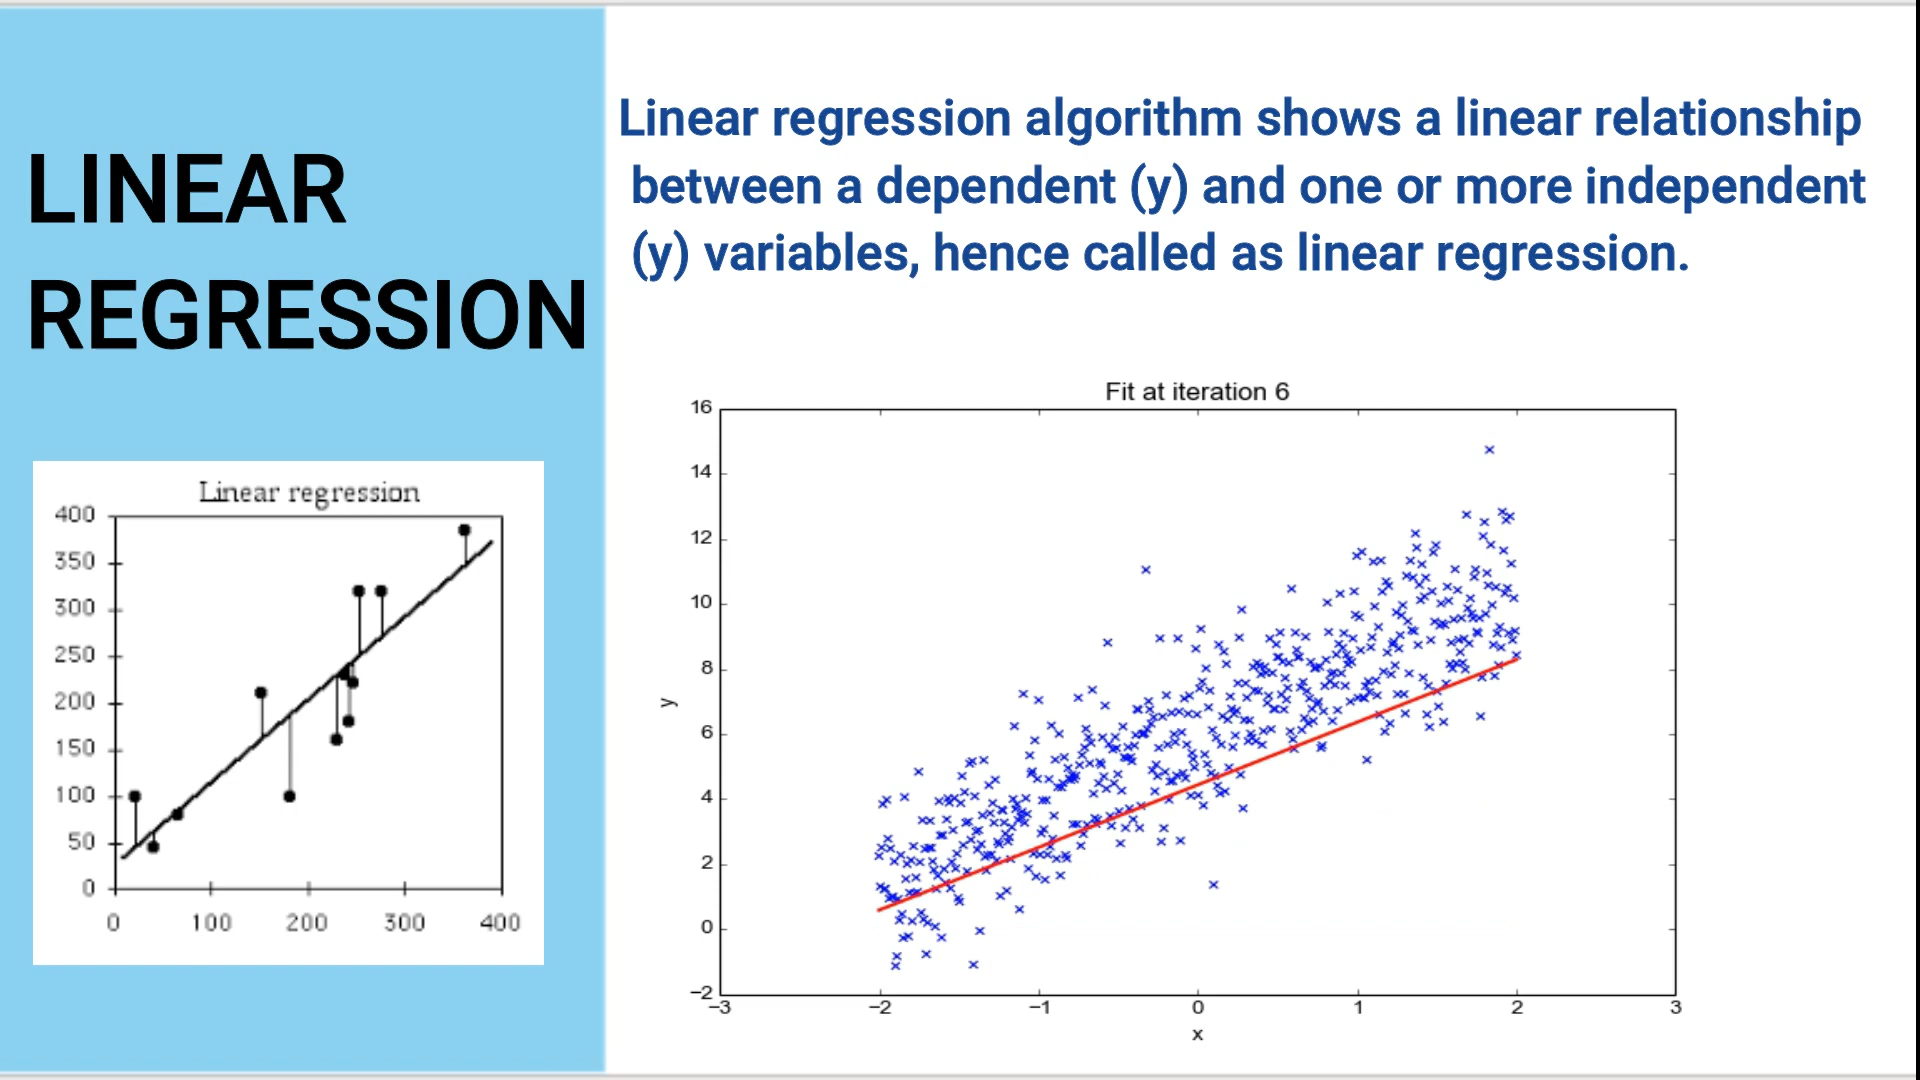 LINEAR
REGRESSION
Linear regression algorithm shows a linear relationship
between a dependent (y) and one or more independent
(y) variables, hence called as linear regression.
Linear regression
400
350
300
250
200
150
100
50
0
0 100 200 300 400
Fit at iteration 6
16
14
12
10
8
6
4
2
0
−2
y
−3 −2 −1 0 1 2 3
x